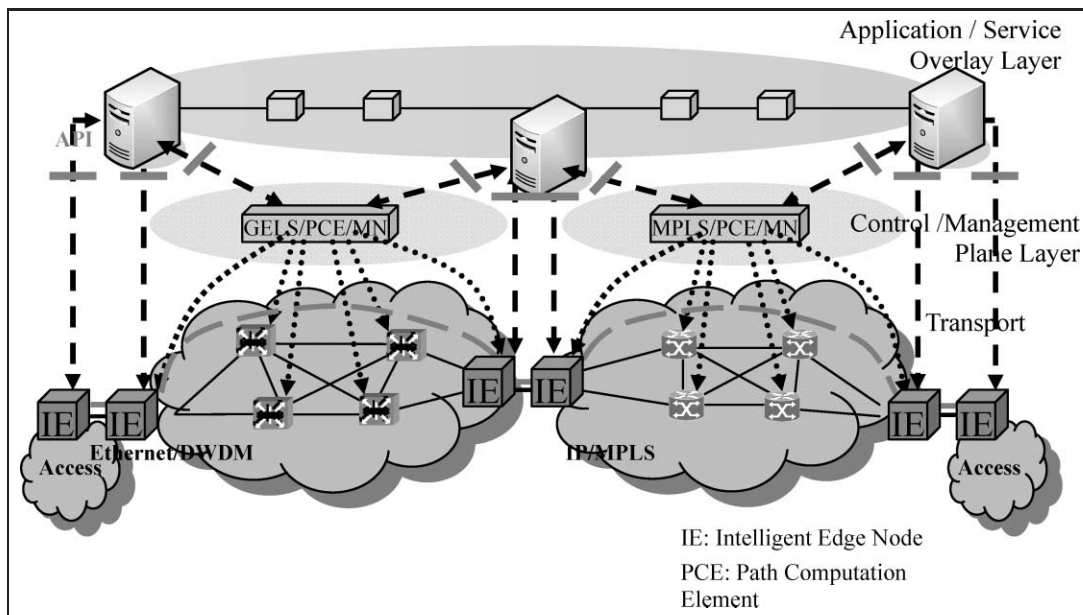 Application / Service
Overlay Layer
API
GELS/PCE/MN
MPLS/PCE/MN
Control /Management
Plane Layer
Transport
IE
IE
IE
IE
IE
IE
Ethernet/DWDM
IP/MPLS
Access
Access
IE: Intelligent Edge Node
PCE: Path Computation
Element